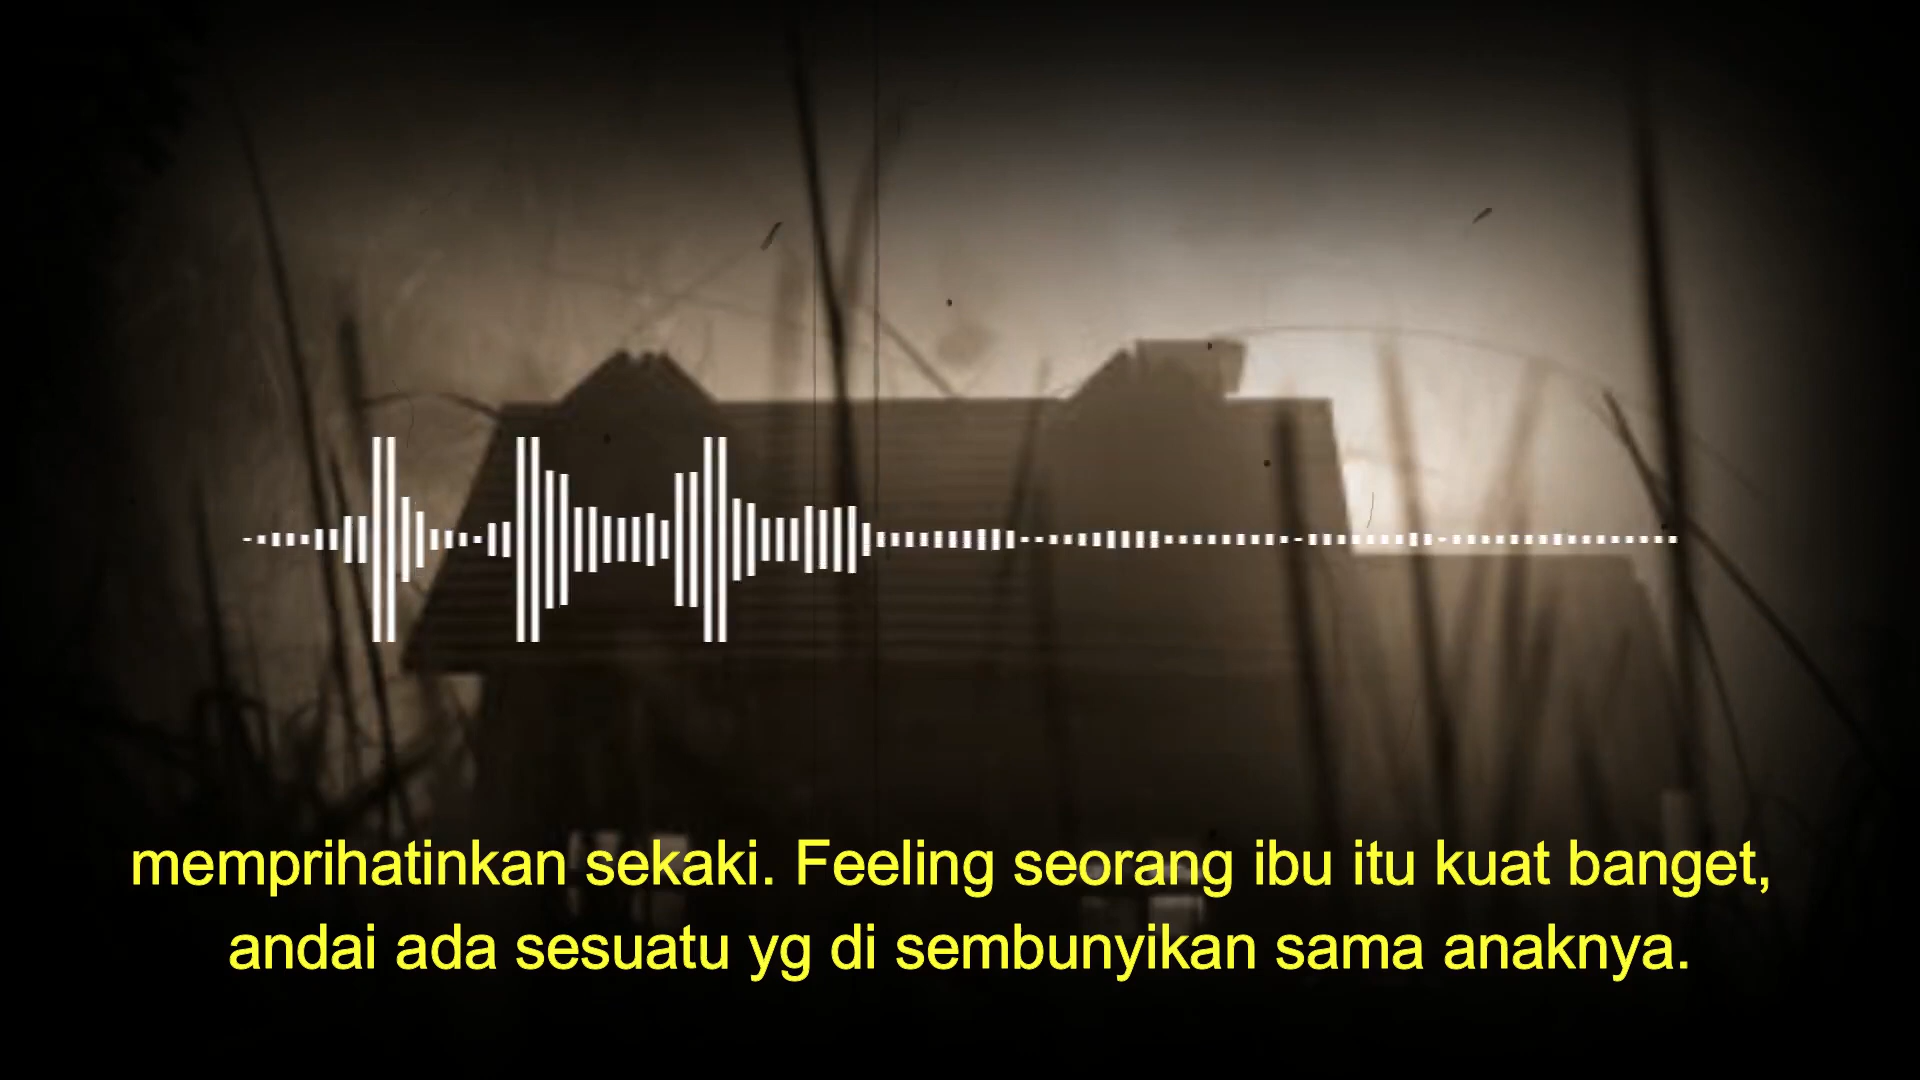 memprihatinkan sekaki. Feeling seorang ibu itu kuat banget,
andai ada sesuatu yg di sembunyikan sama anaknya.